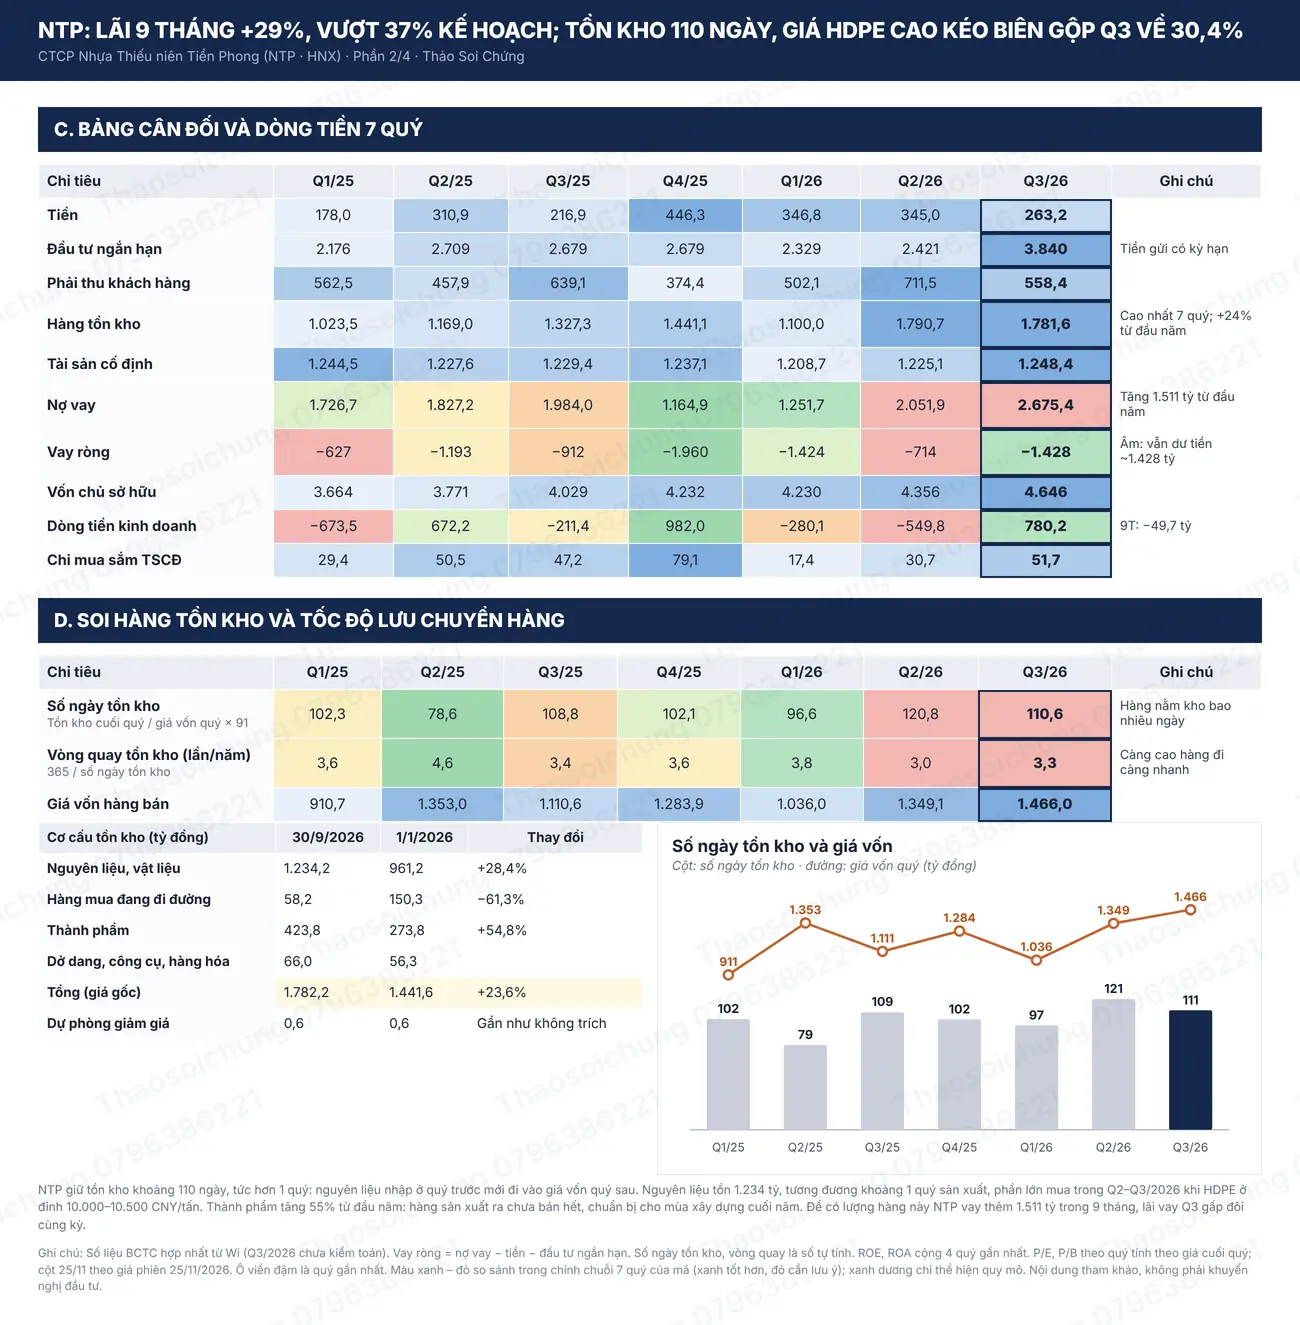 NTP: LÃI 9 THÁNG +29%, VƯỢT 37% KẾ HOẠCH; TỒN KHO 110 NGÀY, GIÁ HDPE CAO KÉO BIÊN GỘP Q3 VỀ 30,4%
CTCP Nhựa Thiếu niên Tiền Phong (NTP · HNX) · Phần 2/4 · Thảo Soi Chứng
C. BẢNG CÂN ĐỐI VÀ DÒNG TIỀN 7 QUÝ
Chỉ tiêu Q1/25 Q2/25 Q3/25 Q4/25 Q1/26 Q2/26 Q3/26 Ghi chú
Tiền 178,0 310,9 216,9 446,3 346,8 345,0 263,2
Đầu tư ngắn hạn 2.176 2.709 2.679 2.679 2.329 2.421 3.840 Tiền gửi có kỳ hạn
Phải thu khách hàng 562,5 457,9 639,1 374,4 502,1 711,5 558,4
Hàng tồn kho 1.023,5 1.169,0 1.327,3 1.441,1 1.100,0 1.790,7 1.781,6 Cao nhất 7 quý; +24%
từ đầu năm
Tài sản cố định 1.244,5 1.227,6 1.229,4 1.237,1 1.208,7 1.225,1 1.248,4
Nợ vay 1.726,7 1.827,2 1.984,0 1.164,9 1.251,7 2.051,9 2.675,4 Tăng 1.511 tỷ từ đầu
năm
Vay ròng −627 −1.193 −912 −1.960 −1.424 −714 −1.428 Âm: vẫn dư tiền
~1.428 tỷ
Vốn chủ sở hữu 3.664 3.771 4.029 4.232 4.230 4.356 4.646
Dòng tiền kinh doanh −673,5 672,2 −211,4 982,0 −280,1 −549,8 780,2 9T: −49,7 tỷ
Chi mua sắm TSCĐ 29,4 50,5 47,2 79,1 17,4 30,7 51,7
D. SOI HÀNG TỒN KHO VÀ TỐC ĐỘ LƯU CHUYỂN HÀNG
Chỉ tiêu Q1/25 Q2/25 Q3/25 Q4/25 Q1/26 Q2/26 Q3/26 Ghi chú
Số ngày tồn kho 102,3 78,6 108,8 102,1 96,6 120,8 110,6 Hàng nằm kho bao
Tồn kho cuối quý / giá vốn quý × 91 nhiêu ngày
Vòng quay tồn kho (lần/năm) 3,6 4,6 3,4 3,6 3,8 3,0 3,3 Càng cao hàng đi
365 / số ngày tồn kho càng nhanh
Giá vốn hàng bán 910,7 1.353,0 1.110,6 1.283,9 1.036,0 1.349,1 1.466,0
Cơ cấu tồn kho (tỷ đồng) 30/9/2026 1/1/2026 Thay đổi
Nguyên liệu, vật liệu 1.234,2 961,2 +28,4%
Hàng mua đang đi đường 58,2 150,3 −61,3%
Thành phẩm 423,8 273,8 +54,8%
Dở dang, công cụ, hàng hóa 66,0 56,3
Tổng (giá gốc) 1.782,2 1.441,6 +23,6%
Dự phòng giảm giá 0,6 0,6 Gần như không trích
Số ngày tồn kho và giá vốn
Cột: số ngày tồn kho · đường: giá vốn quý (tỷ đồng)
911 1.353 1.111 1.284 1.036 1.349 1.466
102 79 109 102 97 121 111
Q1/25 Q2/25 Q3/25 Q4/25 Q1/26 Q2/26 Q3/26
NTP giữ tồn kho khoảng 110 ngày, tức hơn 1 quý: nguyên liệu nhập ở quý trước mới đi vào giá vốn quý sau. Nguyên liệu tồn 1.234 tỷ, tương đương khoảng 1 quý sản xuất, phần lớn mua trong Q2–Q3/2026 khi HDPE ở
đỉnh 10.000–10.500 CNY/tấn. Thành phẩm tăng 55% từ đầu năm: hàng sản xuất ra chưa bán hết, chuẩn bị cho mùa xây dựng cuối năm. Để có lượng hàng này NTP vay thêm 1.511 tỷ trong 9 tháng, lãi vay Q3 gấp đôi
cùng kỳ.
Ghi chú: Số liệu BCTC hợp nhất từ Wi (Q3/2026 chưa kiểm toán). Vay ròng = nợ vay − tiền − đầu tư ngắn hạn. Số ngày tồn kho, vòng quay là số tự tính. ROE, ROA cộng 4 quý gần nhất. P/E, P/B theo quý tính theo giá cuối quý;
cột 25/11 theo giá phiên 25/11/2026. Ô viền đậm là quý gần nhất. Màu xanh – đỏ so sánh trong chính chuỗi 7 quý của mã (xanh tốt hơn, đỏ cần lưu ý); xanh dương chỉ thể hiện quy mô. Nội dung tham khảo, không phải khuyến
nghị đầu tư.
Thaosoichung 0796386221